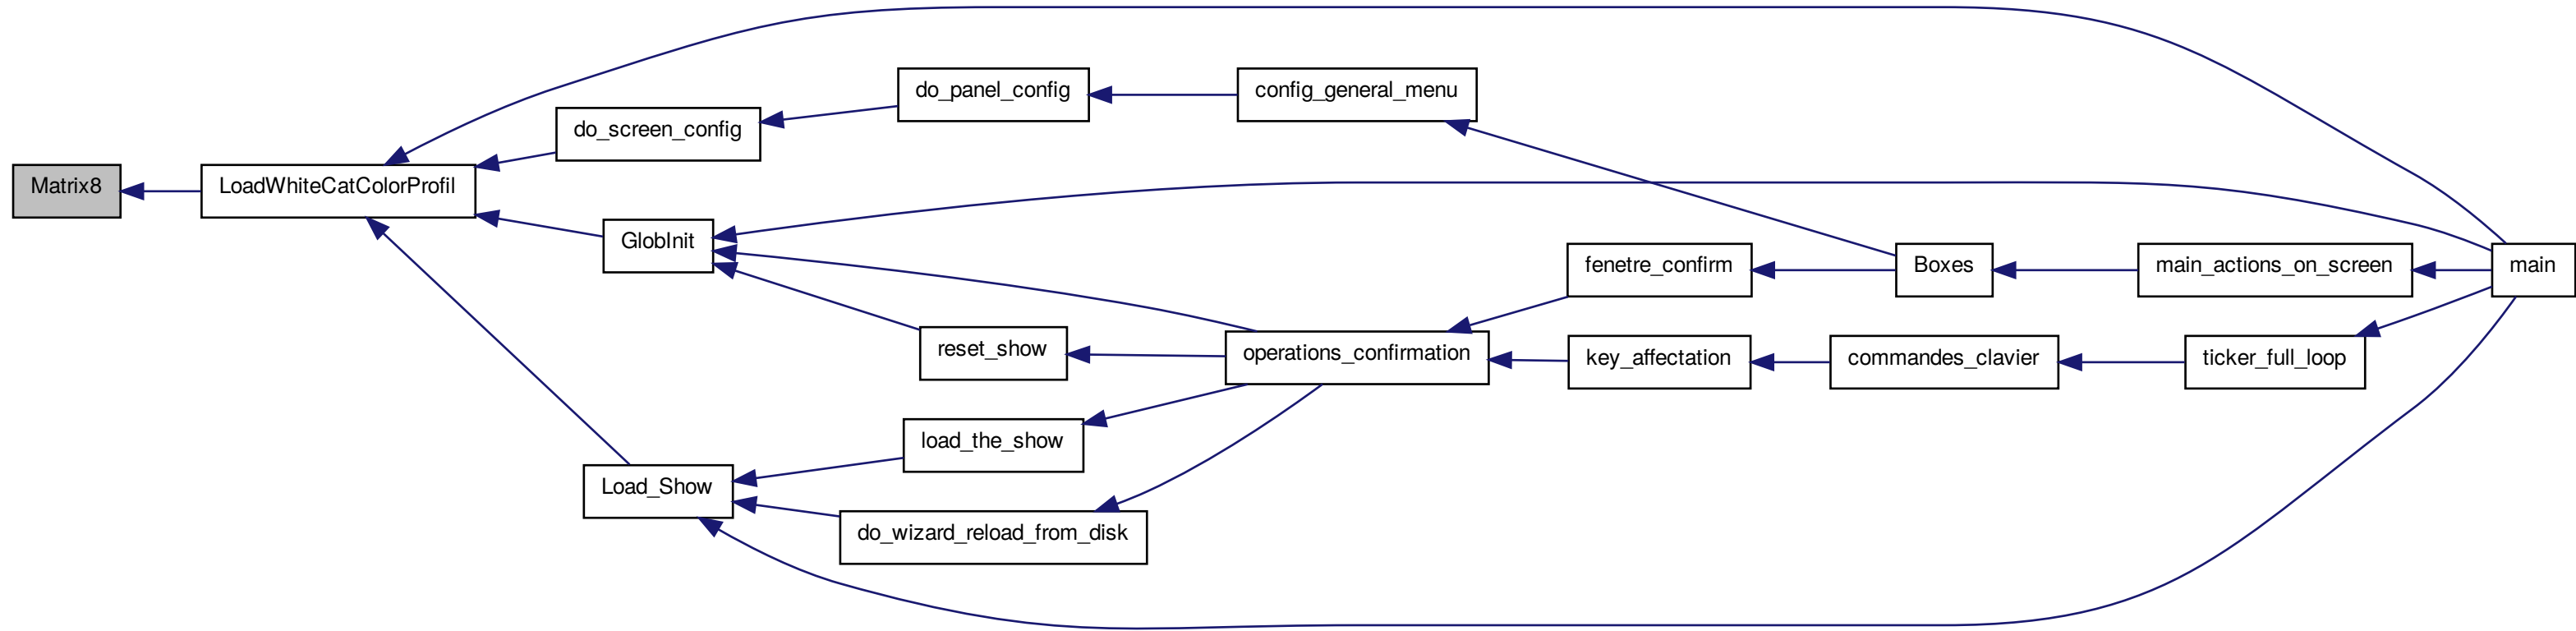 Matrix8
LoadWhiteCatColorProfil
do_screen_config
do_panel_config
config_general_menu
GlobInit
reset_show
operations_confirmation
fenetre_confirm
Boxes
main_actions_on_screen
main
key_affectation
commandes_clavier
ticker_full_loop
Load_Show
load_the_show
do_wizard_reload_from_disk